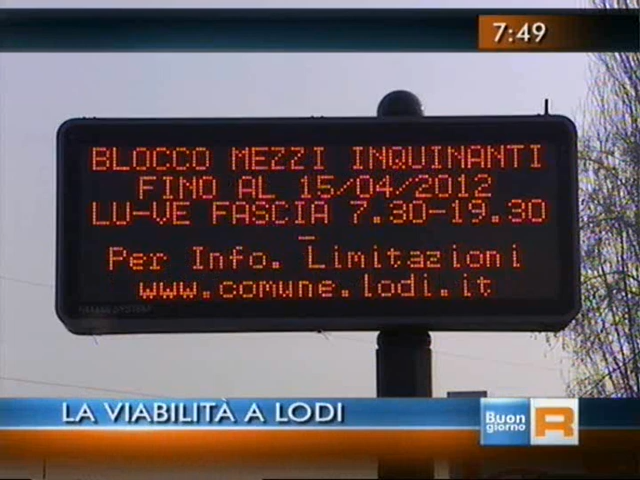 7:49
BLOCCO MEZZI INQUINANTI
FINO AL 15/04/2012
LU-VE FASCIA 7.30-19.30
Per Info. Limitazioni
www.comune.lodi.it
LA VIABILITÀ A LODI
Buon
giorno
R